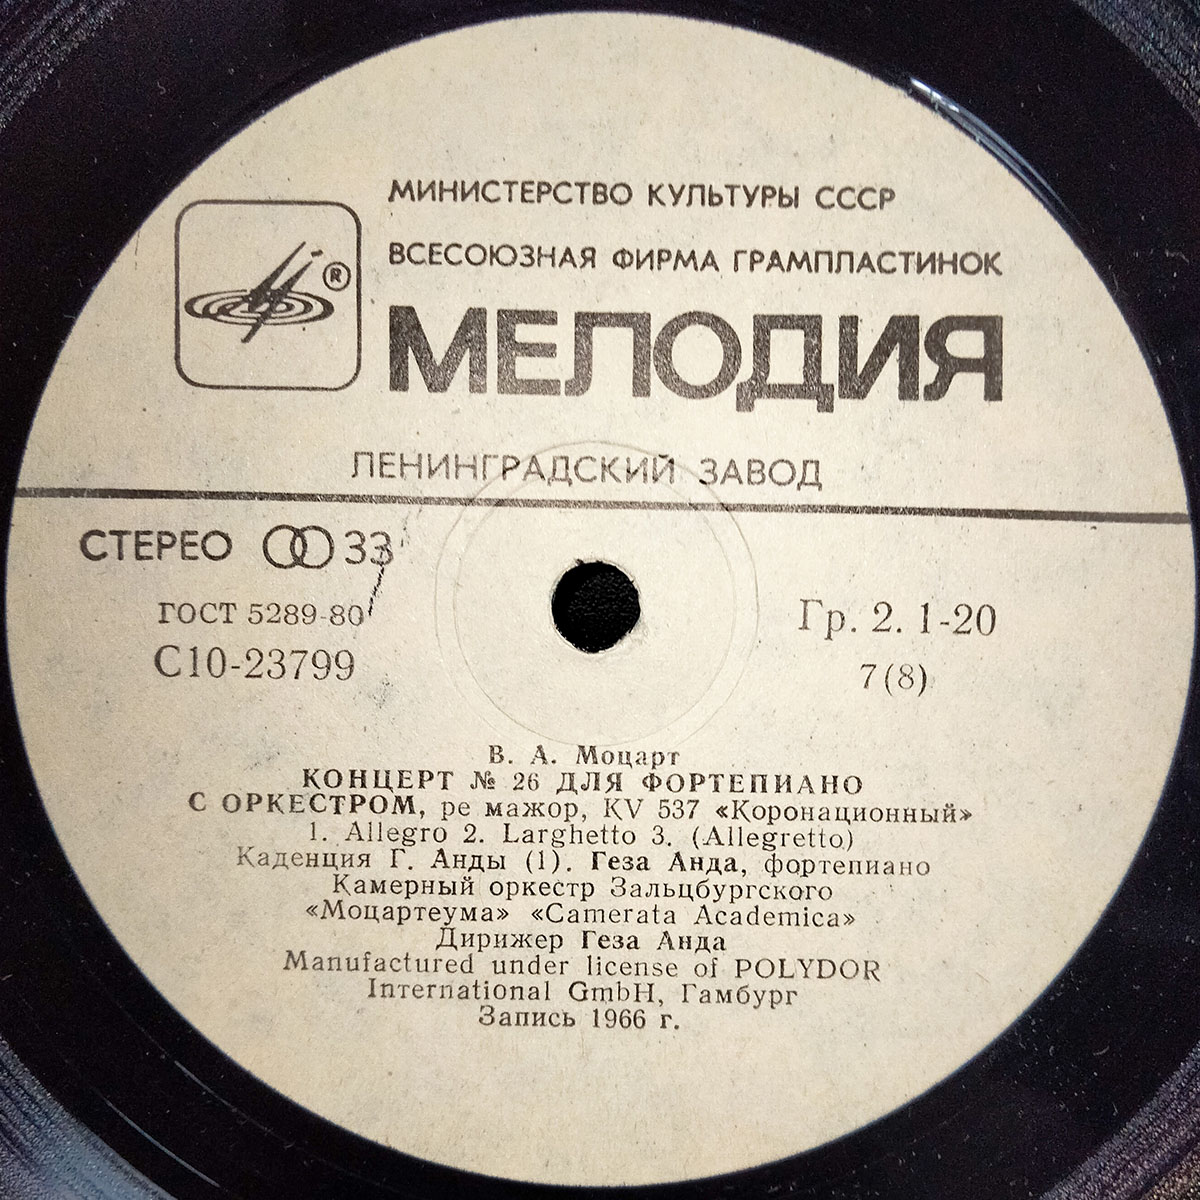 МИНИСТЕРСТВО КУЛЬТУРЫ СССР
ВСЕСОЮЗНАЯ ФИРМА ГРАМПЛАСТИНОК
®
МЕЛОДИЯ
ЛЕНИНГРАДСКИЙ ЗАВОД
СТЕРЕО 33
ГОСТ 5289-80
С10-23799
Гр. 2. 1-20
7(8)
В. А. Моцарт
КОНЦЕРТ № 26 ДЛЯ ФОРТЕПИАНО
С ОРКЕСТРОМ, ре мажор, KV 537 «Коронационный»
1. Allegro 2. Larghetto 3. (Allegretto)
Каденция Г. Анды (1). Геза Анда, фортепиано
Камерный оркестр Зальцбургского
«Моцартеума» «Camerata Academica»
Дирижер Геза Анда
Manufactured under license of POLYDOR
International GmbH, Гамбург
Запись 1966 г.